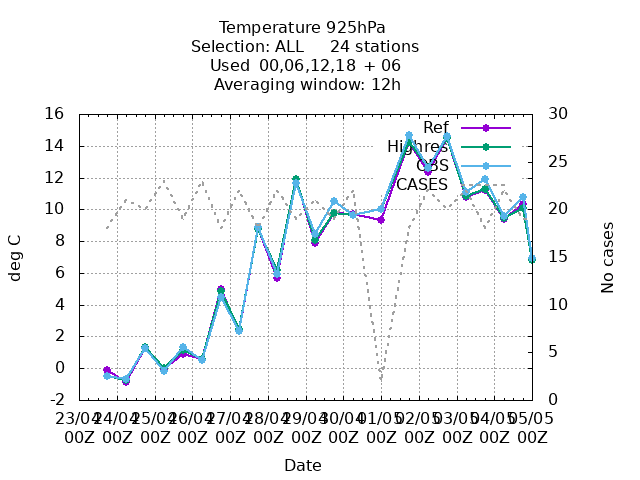 Temperature 925hPa
Selection: ALL 24 stations
Used 00,06,12,18 + 06
Averaging window: 12h
16 14 12 10 8 6 4 2 0 -2
deg C
30 25 20 15 10 5 0
No cases
Ref
Highres
OBS
CASES
23/04 24/04 25/04 26/04 27/04 28/04 29/04 30/04 01/05 02/05 03/05 04/05 05/05
00Z 00Z 00Z 00Z 00Z 00Z 00Z 00Z 00Z 00Z 00Z 00Z 00Z
Date